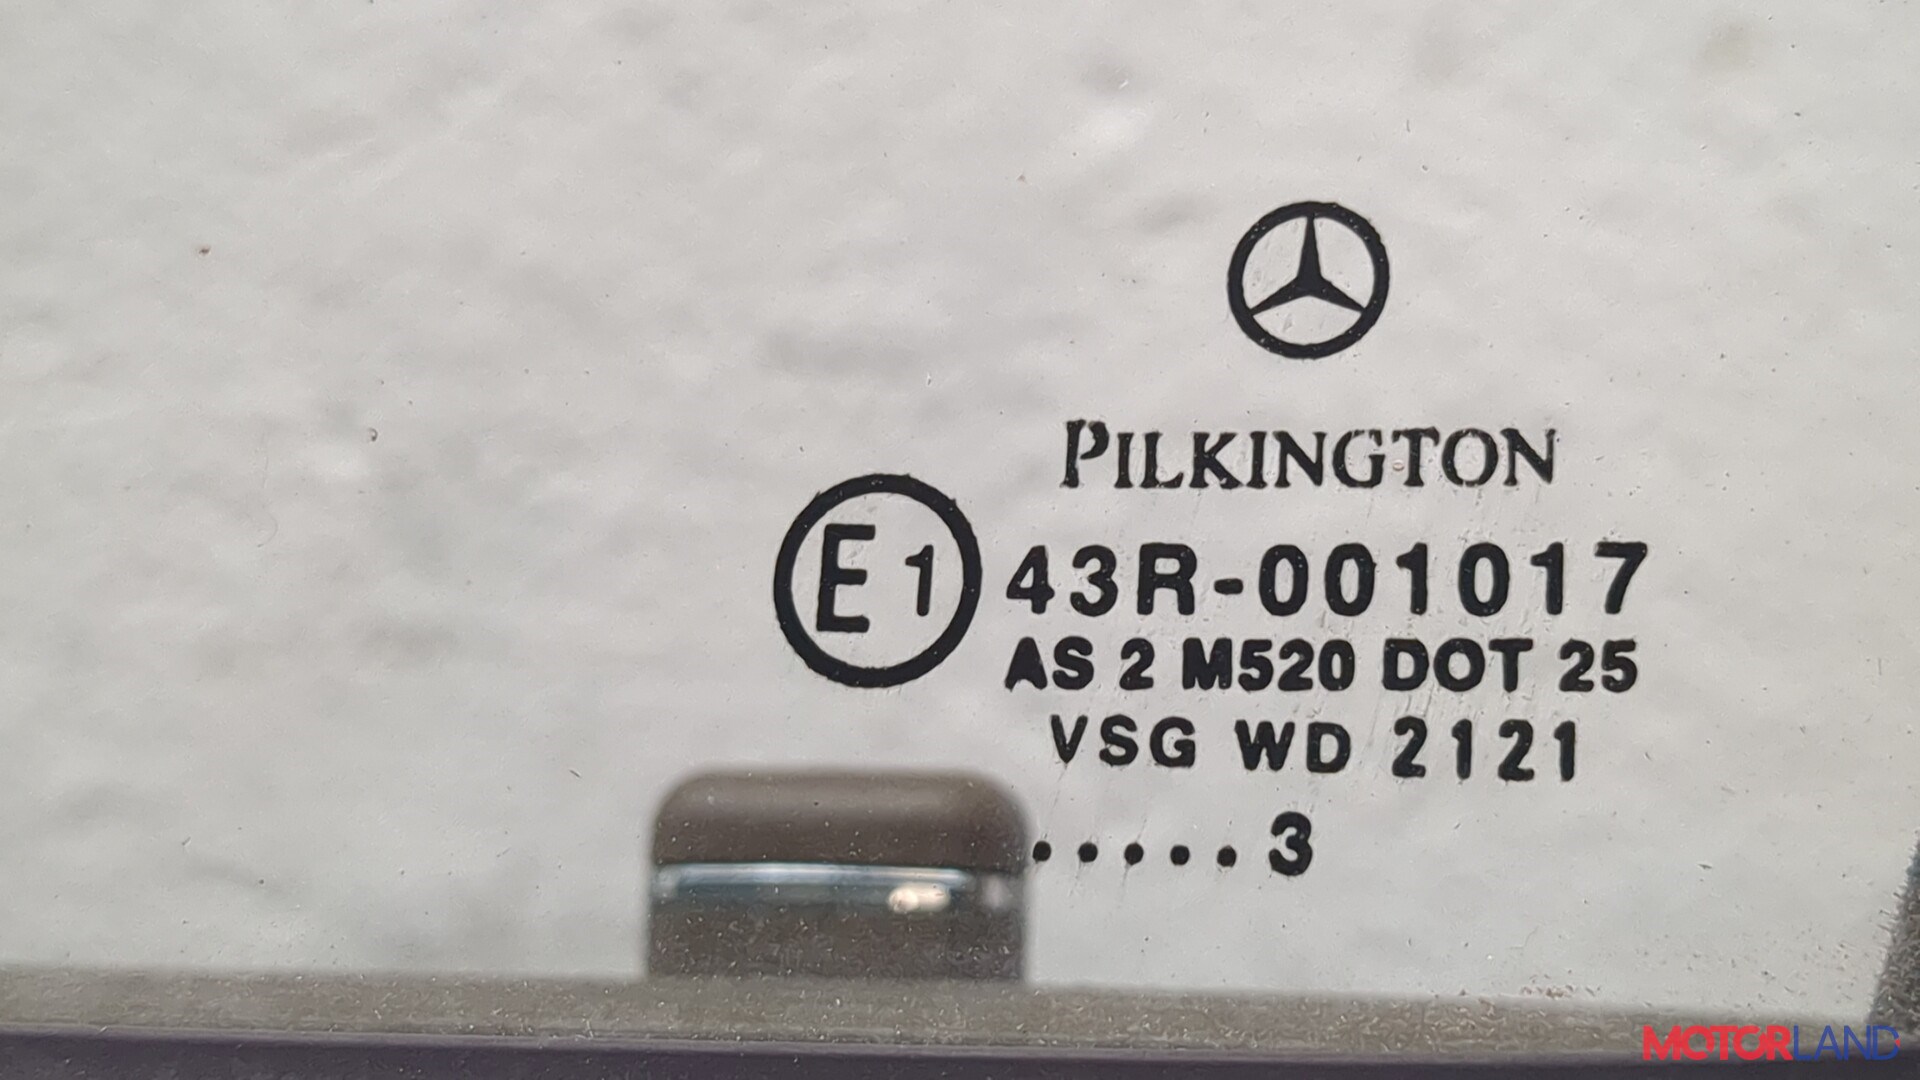 PILKINGTON
E1 43R-001017
AS 2 M520 DOT 25
VSG WD 2121
.....3
MOTORLAND